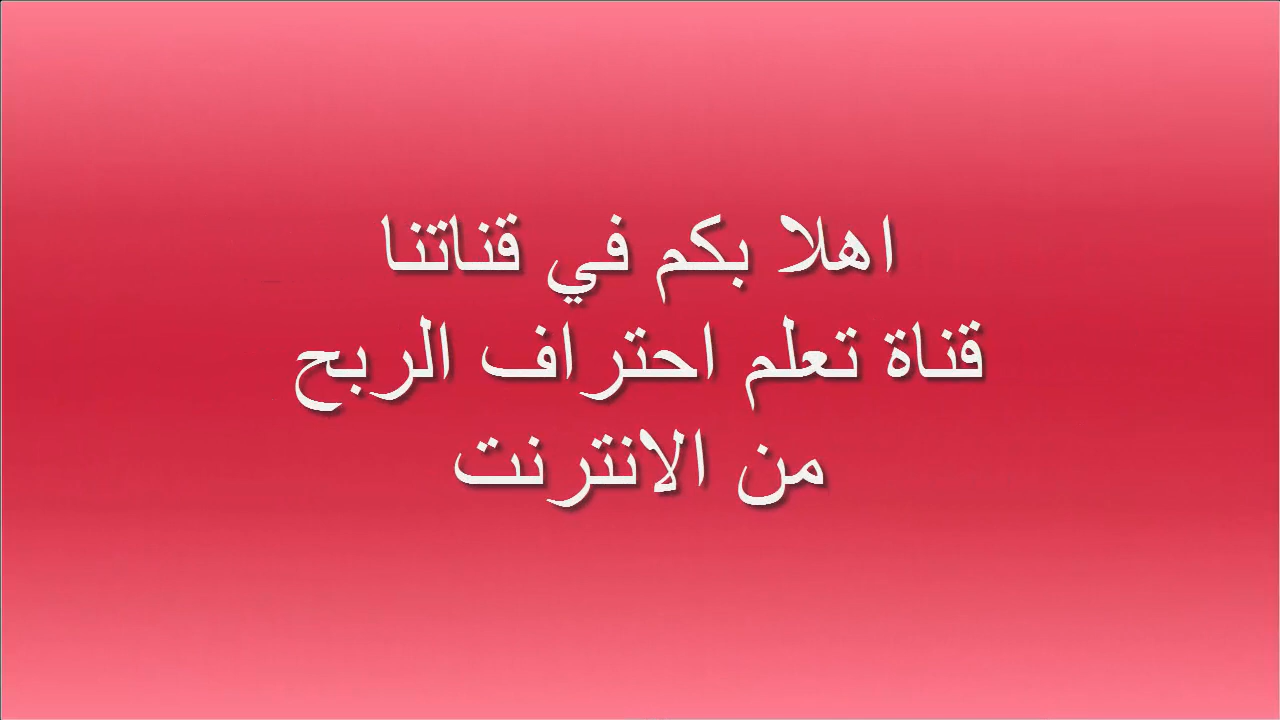 اهلا بكم في قناتنا
قناة تعلم احتراف الربح
من الانترنت